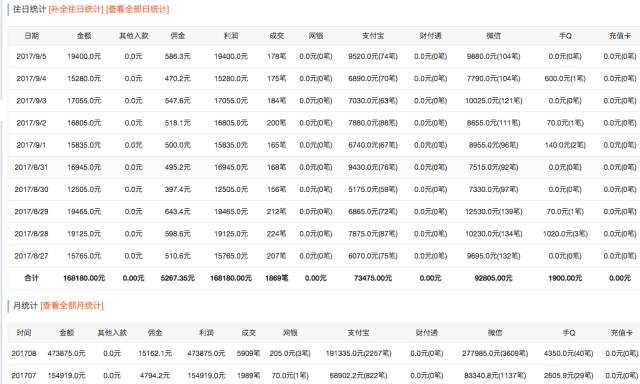 往日统计 [补全往日统计] [查看全部日统计]
日期 金额 其他入款 佣金 利润 成交 网银 支付宝 财付通 微信 手Q 充值卡
2017/9/5 19400.0元 0.0元 586.3元 19400.0元 178笔 0.0元(0笔) 9520.0元(74笔) 0.0元(0笔) 9880.0元(104笔) 0.0元(0笔) 0.0元(0笔)
2017/9/4 15280.0元 0.0元 470.2元 15280.0元 175笔 0.0元(0笔) 6890.0元(70笔) 0.0元(0笔) 7790.0元(104笔) 600.0元(1笔) 0.0元(0笔)
2017/9/3 17055.0元 0.0元 547.6元 17055.0元 184笔 0.0元(0笔) 7030.0元(63笔) 0.0元(0笔) 10025.0元(121笔) 0.0元(0笔) 0.0元(0笔)
2017/9/2 16805.0元 0.0元 518.1元 16805.0元 200笔 0.0元(0笔) 7880.0元(88笔) 0.0元(0笔) 8855.0元(111笔) 70.0元(1笔) 0.0元(0笔)
2017/9/1 15835.0元 0.0元 500.0元 15835.0元 165笔 0.0元(0笔) 6740.0元(67笔) 0.0元(0笔) 8955.0元(96笔) 140.0元(2笔) 0.0元(0笔)
2017/8/31 16945.0元 0.0元 495.2元 16945.0元 168笔 0.0元(0笔) 9430.0元(76笔) 0.0元(0笔) 7515.0元(92笔) 0.0元(0笔) 0.0元(0笔)
2017/8/30 12505.0元 0.0元 397.4元 12505.0元 156笔 0.0元(0笔) 5175.0元(59笔) 0.0元(0笔) 7330.0元(97笔) 0.0元(0笔) 0.0元(0笔)
2017/8/29 19465.0元 0.0元 643.4元 19465.0元 212笔 0.0元(0笔) 6865.0元(72笔) 0.0元(0笔) 12530.0元(139笔) 70.0元(1笔) 0.0元(0笔)
2017/8/28 19125.0元 0.0元 598.6元 19125.0元 224笔 0.0元(0笔) 7875.0元(87笔) 0.0元(0笔) 10230.0元(134笔) 1020.0元(3笔) 0.0元(0笔)
2017/8/27 15765.0元 0.0元 510.6元 15765.0元 207笔 0.0元(0笔) 6070.0元(75笔) 0.0元(0笔) 9695.0元(132笔) 0.0元(0笔) 0.0元(0笔)
合计 168180.00元 0.00元 5267.35元 168180.00元 1869笔 0.00元 73475.00元 0.00元 92805.00元 1900.00元 0.00元
月统计 [查看全部月统计]
时间 金额 其他入款 佣金 利润 成交 网银 支付宝 财付通 微信 手Q 充值卡
201708 473875.0元 0.0元 15162.1元 473875.0元 5909笔 205.0元(3笔) 191335.0元(2257笔) 0.0元(0笔) 277985.0元(3609笔) 4350.0元(40笔) 0.0元(0笔)
201707 154919.0元 0.0元 4794.2元 154919.0元 1989笔 70.0元(1笔) 68902.2元(822笔) 0.0元(0笔) 83340.8元(1137笔) 2605.9元(29笔) 0.0元(0笔)